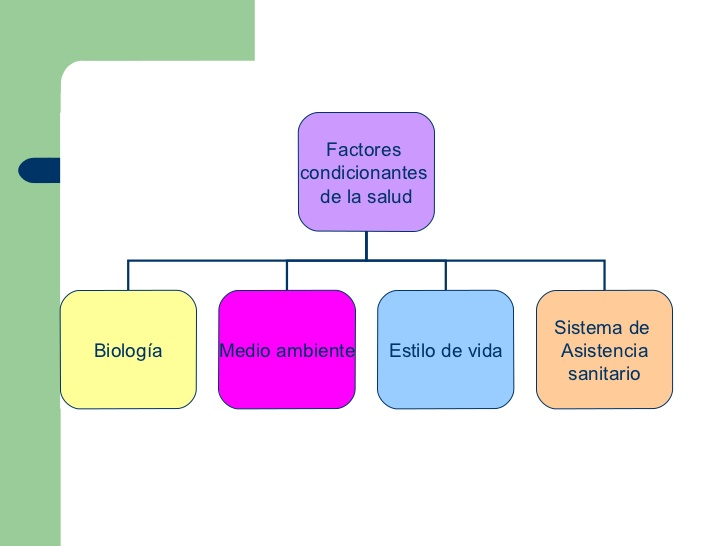 Factores
condicionantes
de la salud
Biología
Medio ambiente
Estilo de vida
Sistema de
Asistencia
sanitario